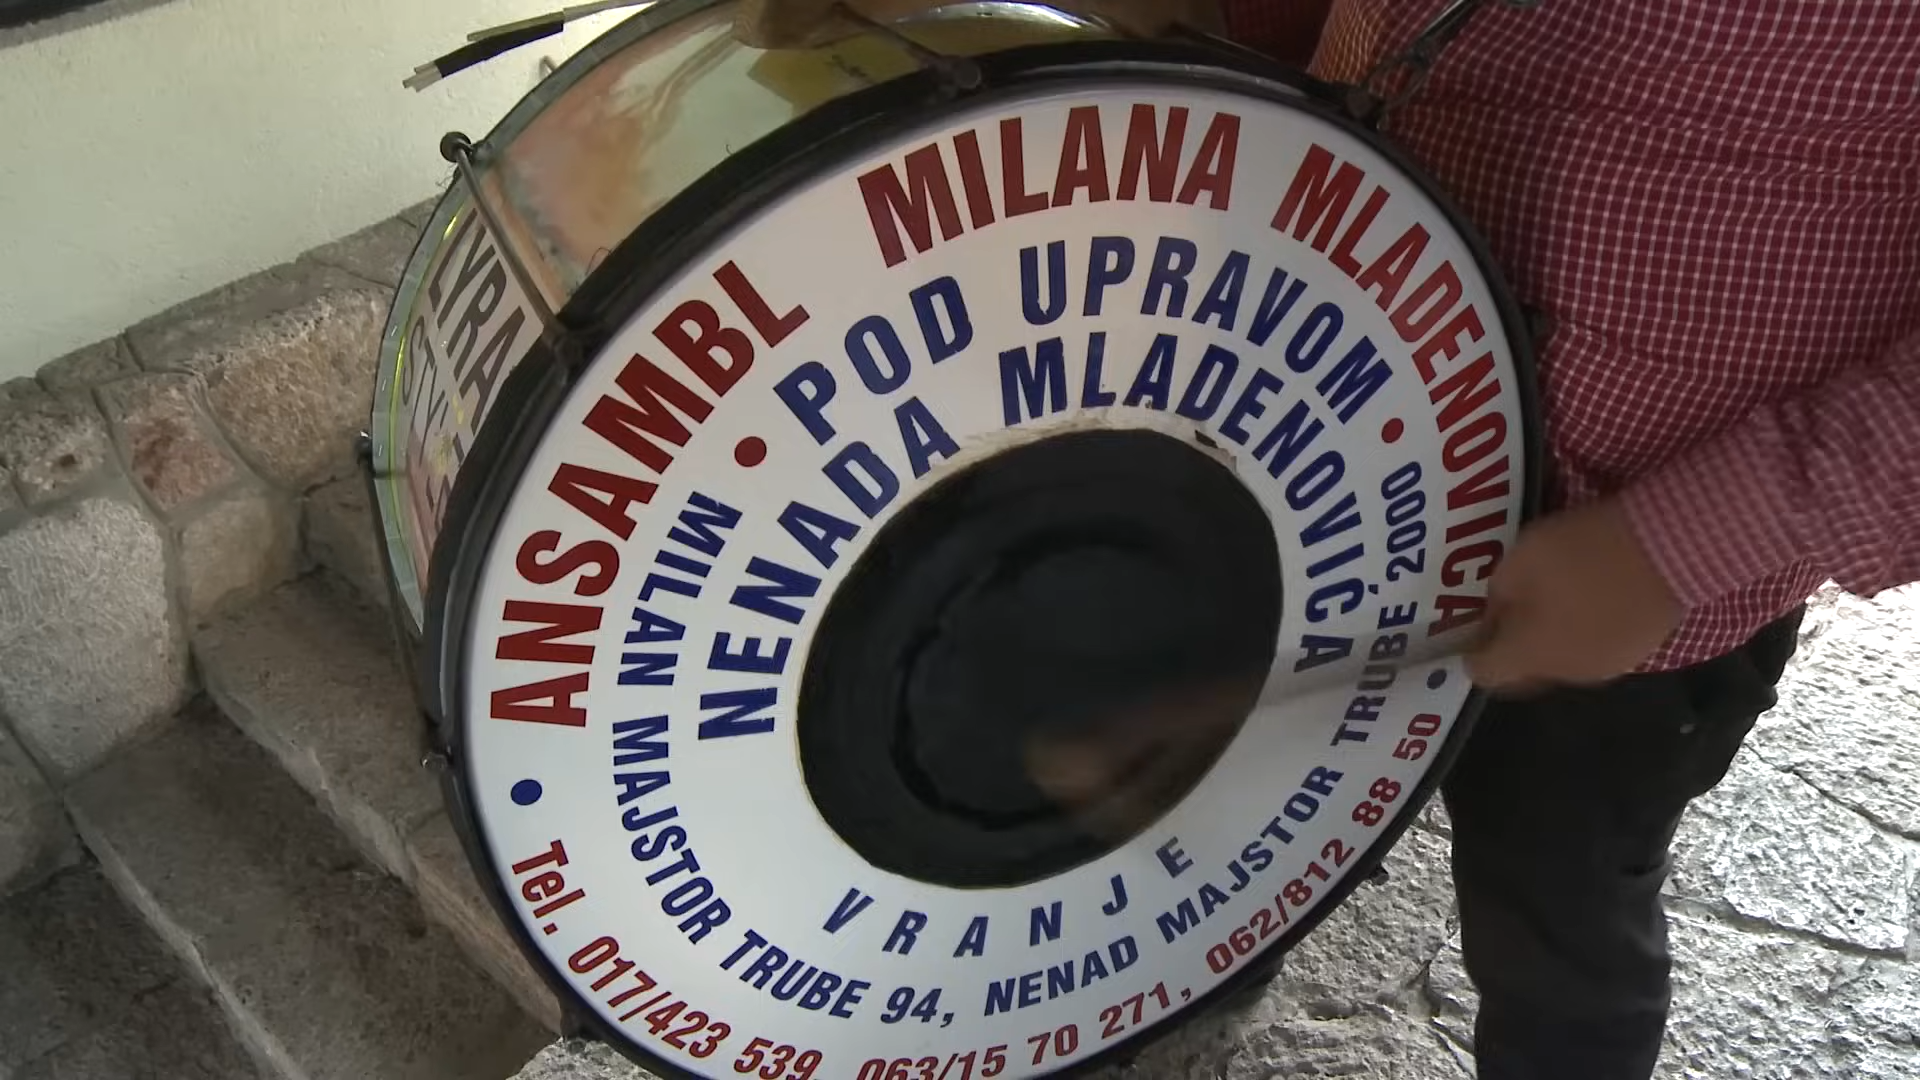 ANSAMBL MILANA MLADENOVIĆA
• POD UPRAVOM •
NENADA MLADENOVIĆA
VRANJE
MILAN MAJSTOR TRUBE 94, NENAD MAJSTOR TRUBE 2000
• Tel. 017/423 539, 063/15 70 271, 062/812 88 50 •
LYRA